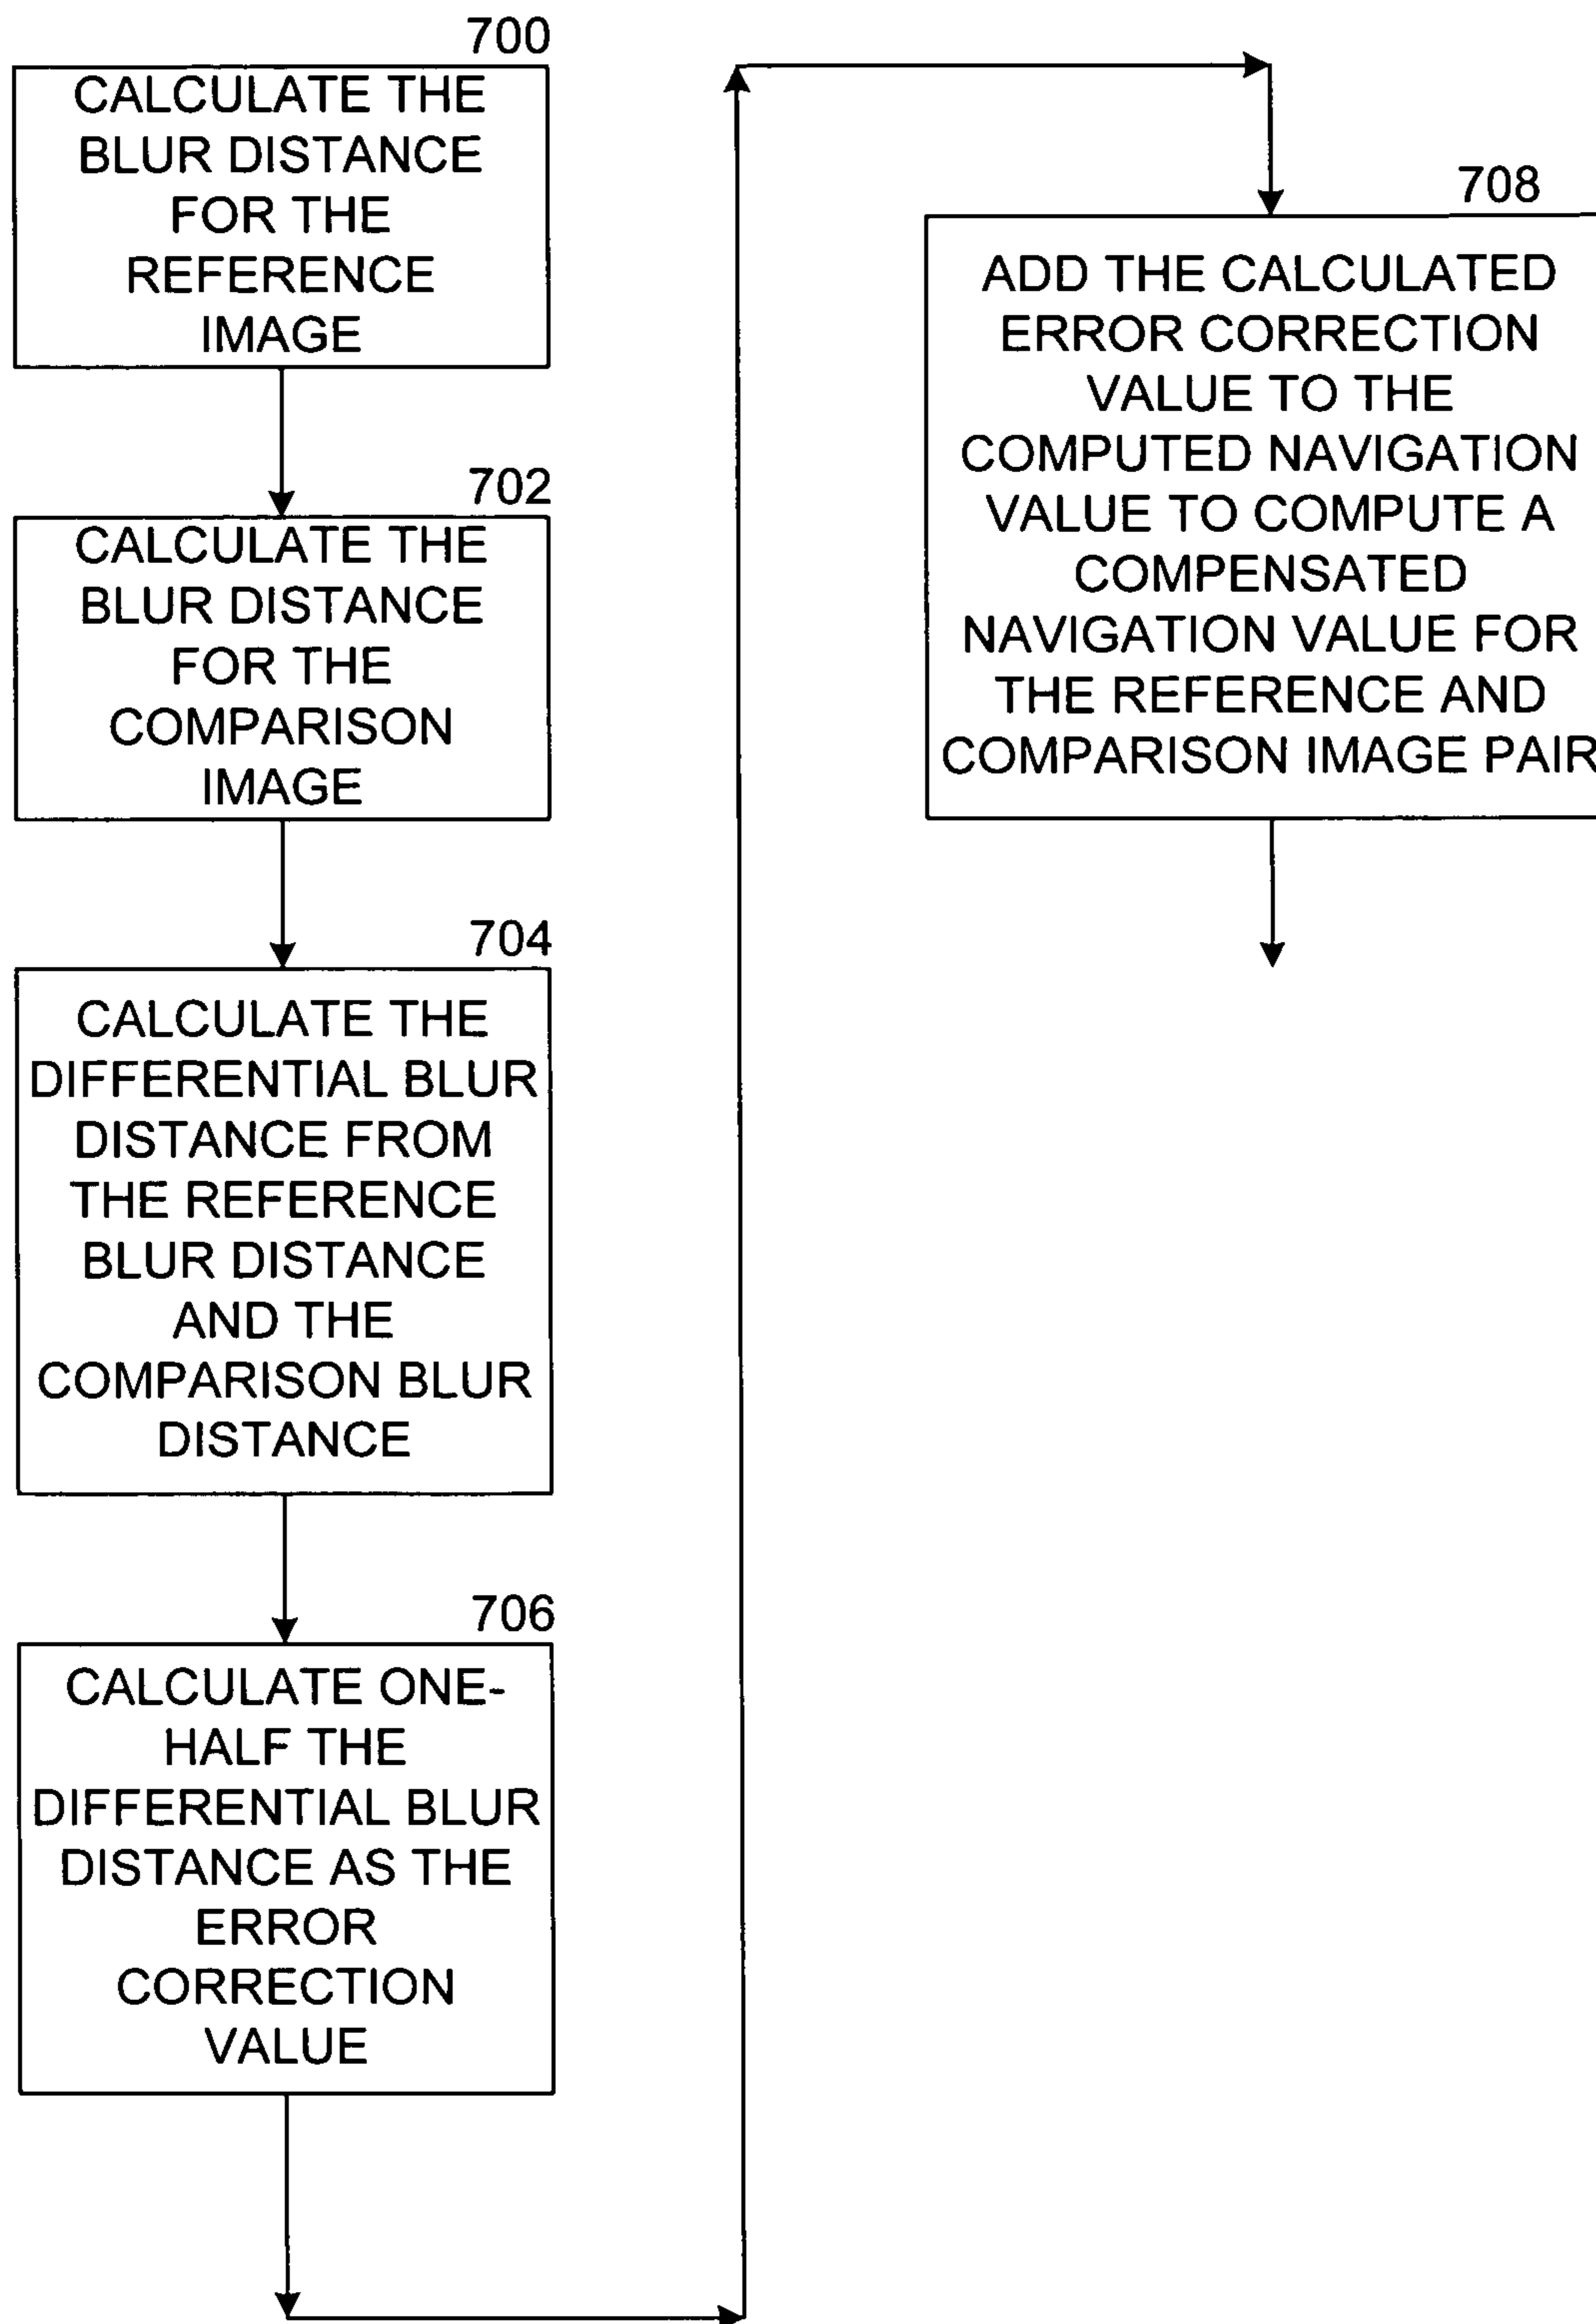 700
CALCULATE THE
BLUR DISTANCE
FOR THE
REFERENCE
IMAGE
702
CALCULATE THE
BLUR DISTANCE
FOR THE
COMPARISON
IMAGE
704
CALCULATE THE
DIFFERENTIAL BLUR
DISTANCE FROM
THE REFERENCE
BLUR DISTANCE
AND THE
COMPARISON BLUR
DISTANCE
706
CALCULATE ONE-
HALF THE
DIFFERENTIAL BLUR
DISTANCE AS THE
ERROR
CORRECTION
VALUE
708
ADD THE CALCULATED
ERROR CORRECTION
VALUE TO THE
COMPUTED NAVIGATION
VALUE TO COMPUTE A
COMPENSATED
NAVIGATION VALUE FOR
THE REFERENCE AND
COMPARISON IMAGE PAIR